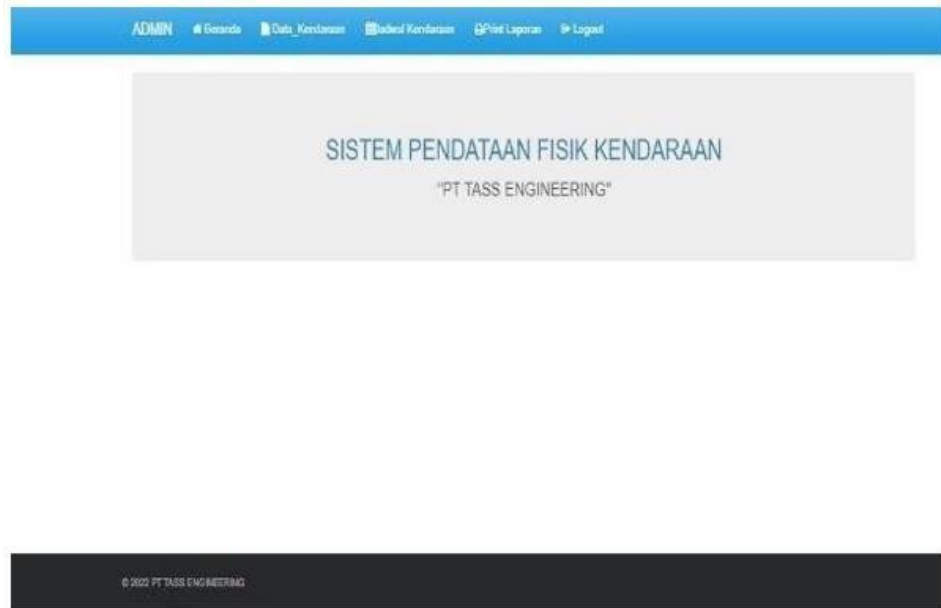 ADMIN Beranda Data_Kendaraan Jadwal Kendaraan Print Laporan Logout
SISTEM PENDATAAN FISIK KENDARAAN
"PT TASS ENGINEERING"
© 2022 PT TASS ENGINEERING